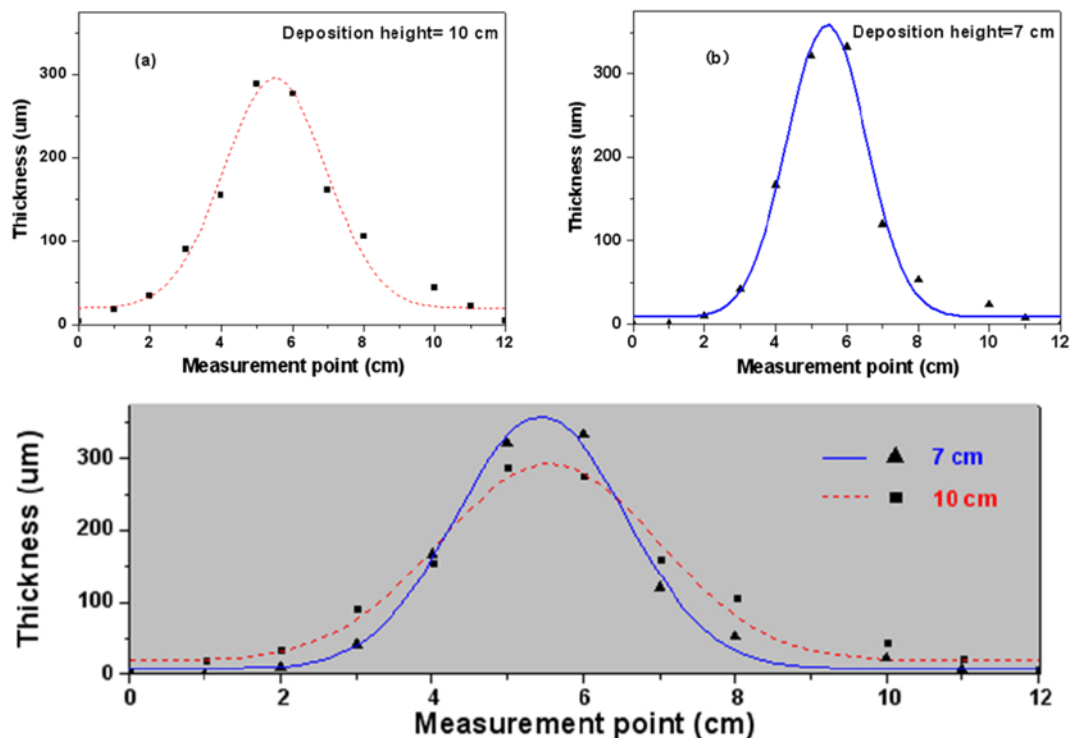 Deposition height= 10 cm
(a)
Thickness (um)
300
200
100
0
0 2 4 6 8 10 12
Measurement point (cm)
Deposition height=7 cm
(b)
Thickness (um)
300
200
100
0
0 2 4 6 8 10 12
Measurement point (cm)
Thickness (um)
300
200
100
0
7 cm
10 cm
0 2 4 6 8 10 12
Measurement point (cm)